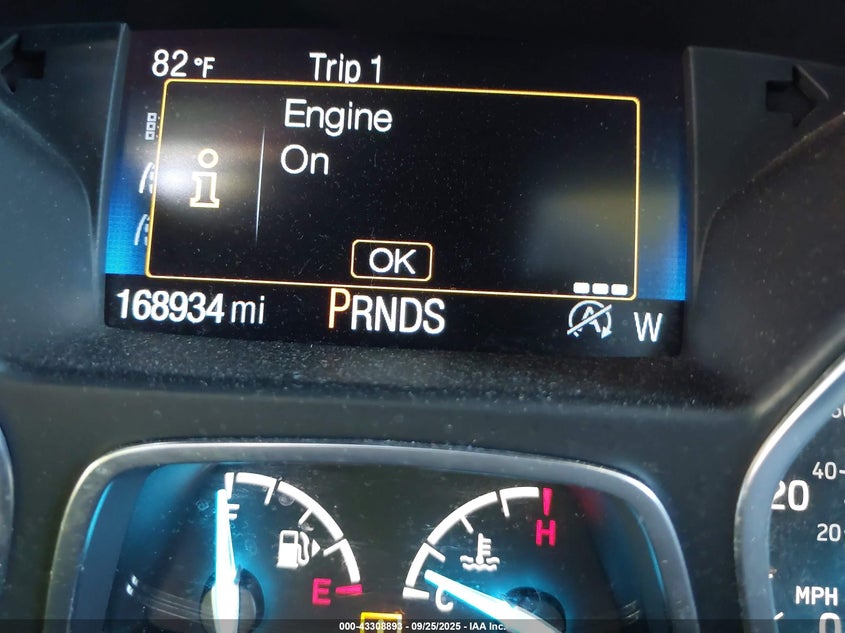 82 °F Trip 1
Engine
On
OK
168934 mi PRNDS A W
F H
E C
40
20
20
MPH
0
000-43308893 - 09/25/2025 - IAA Inc.